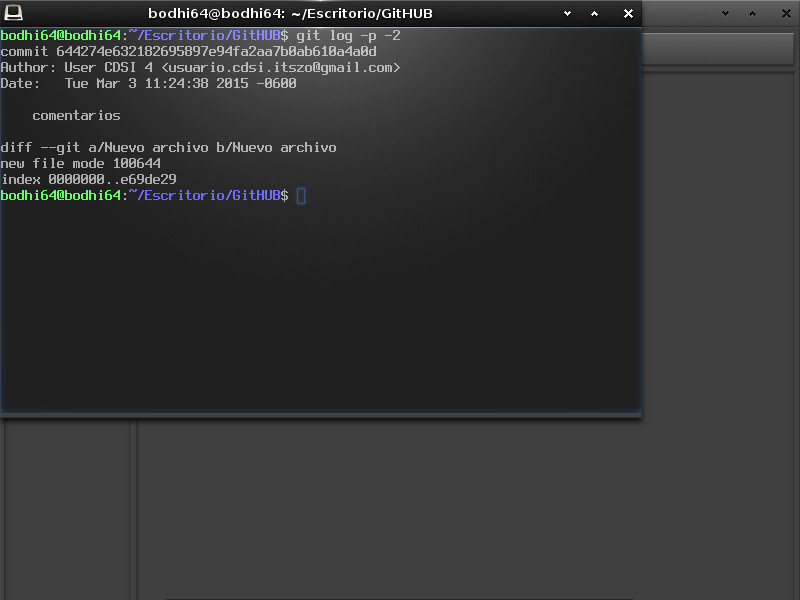 bodhi64@bodhi64: ~/Escritorio/GitHUB
bodhi64@bodhi64:~/Escritorio/GitHUB$ git log -p -2
commit 644274e632182695897e94fa2aa7b0ab610a4a0d
Author: User CDSI 4 <usuario.cdsi.itszo@gmail.com>
Date:   Tue Mar 3 11:24:38 2015 -0600
comentarios
diff --git a/Nuevo archivo b/Nuevo archivo
new file mode 100644
index 0000000..e69de29
bodhi64@bodhi64:~/Escritorio/GitHUB$